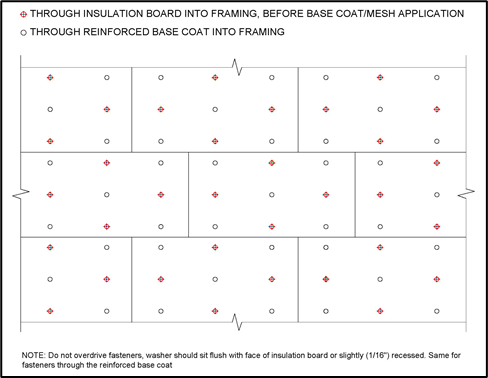 THROUGH INSULATION BOARD INTO FRAMING, BEFORE BASE COAT/MESH APPLICATION
THROUGH REINFORCED BASE COAT INTO FRAMING
NOTE: Do not overdrive fasteners, washer should sit flush with face of insulation board or slightly (1/16") recessed. Same for
fasteners through the reinforced base coat